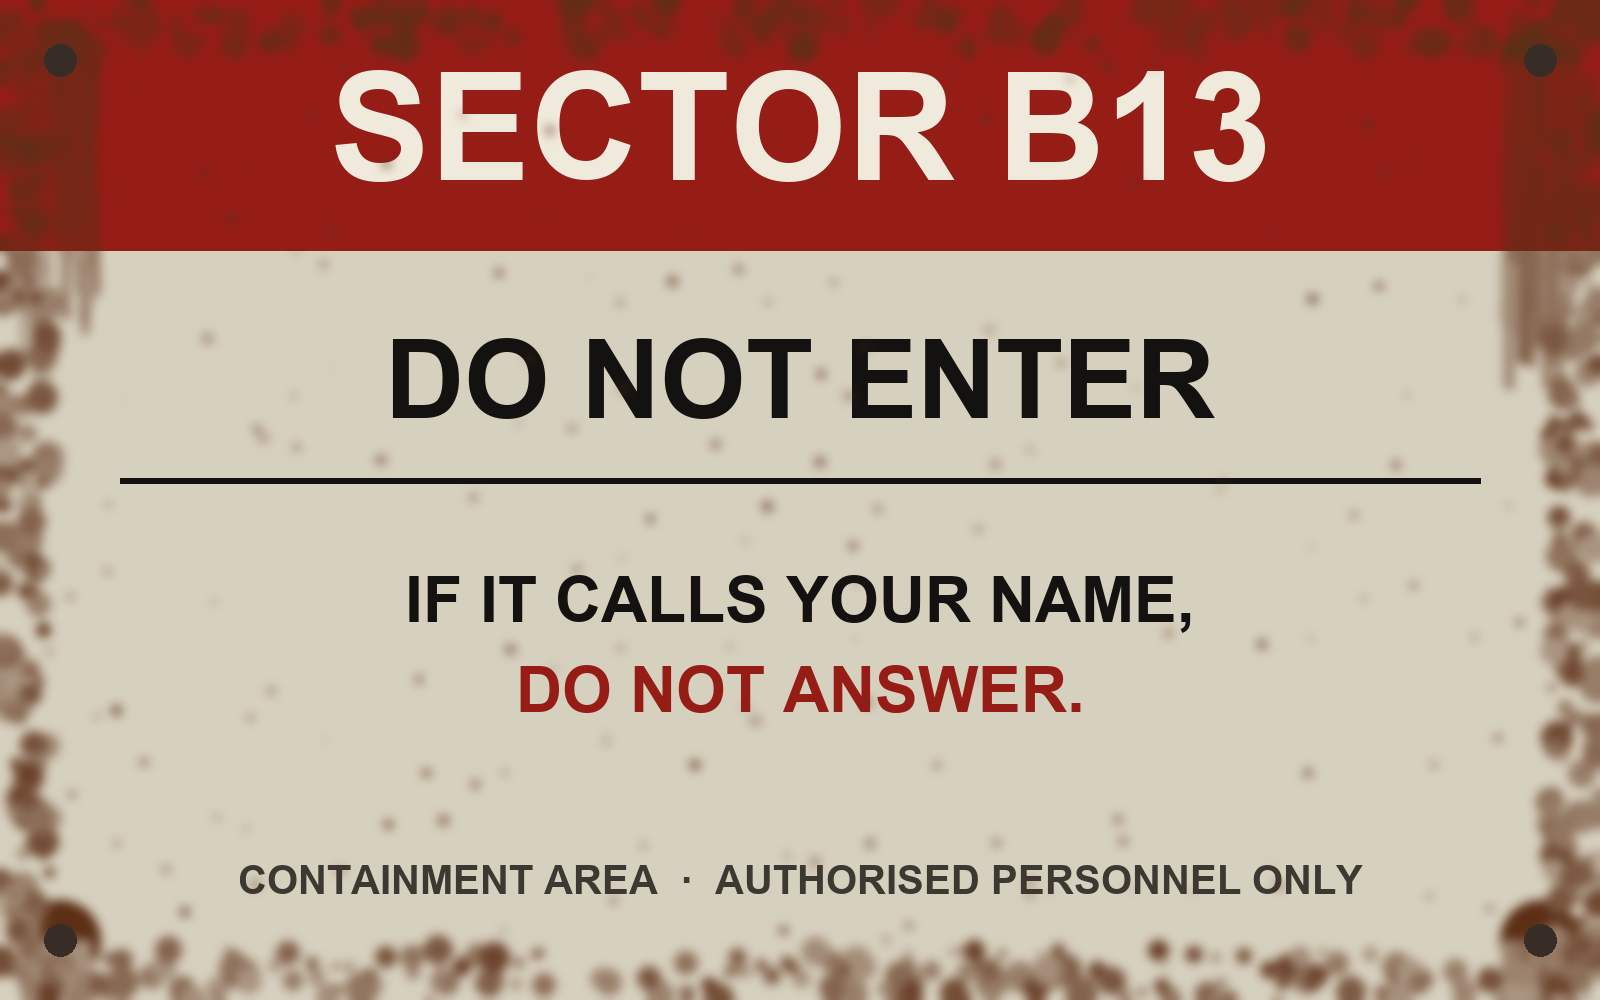 SECTOR B13
DO NOT ENTER
IF IT CALLS YOUR NAME,
DO NOT ANSWER.
CONTAINMENT AREA · AUTHORISED PERSONNEL ONLY